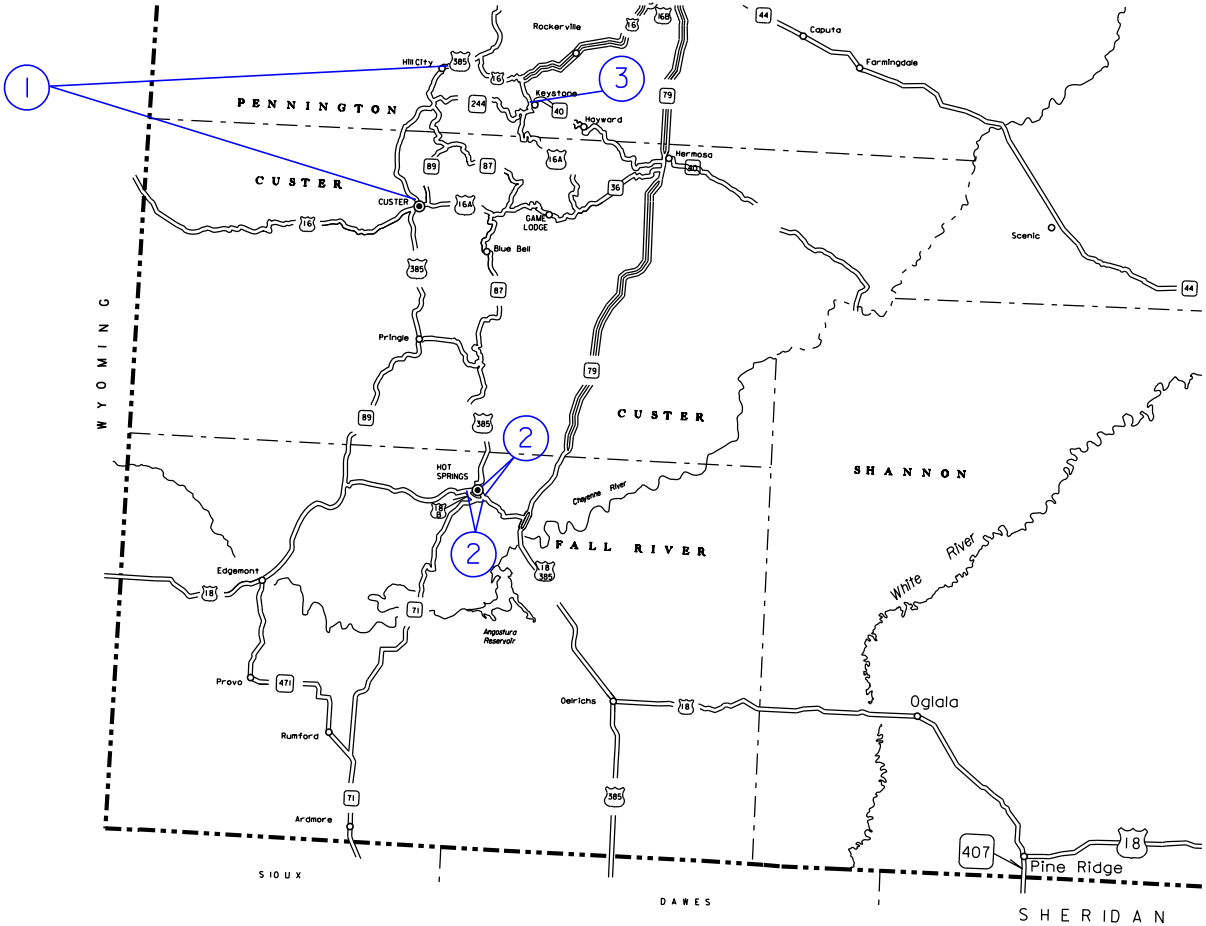 16B
44
Rockerville
16
Caputa
Hill City
385
Farmingdale
16
3
1
Keystone
79
PENNINGTON
244
40
Hayward
Hermosa
16A
80
89
87
CUSTER
36
CUSTER
16A
GAME
LODGE
16
Scenic
Blue Bell
385
87
44
WYOMING
Pringle
79
89
385
CUSTER
2
HOT
SPRINGS
SHANNON
Cheyenne River
18
B
2
FALL RIVER
White River
18
385
Edgemont
18
71
Angostura
Reservoir
Provo
471
Oelrichs
18
Oglala
Rumford
71
385
Ardmore
407
18
Pine Ridge
SIOUX
DAWES
SHERIDAN